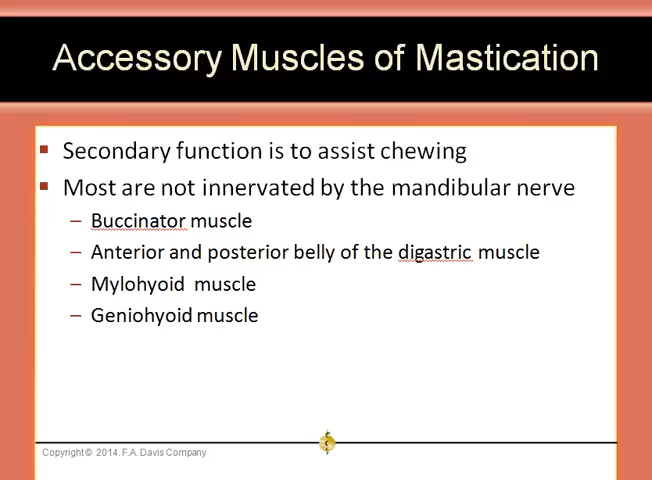 Accessory Muscles of Mastication
▪ Secondary function is to assist chewing
▪ Most are not innervated by the mandibular nerve
– Buccinator muscle
– Anterior and posterior belly of the digastric muscle
– Mylohyoid  muscle
– Geniohyoid muscle
Copyright © 2014. F.A. Davis Company